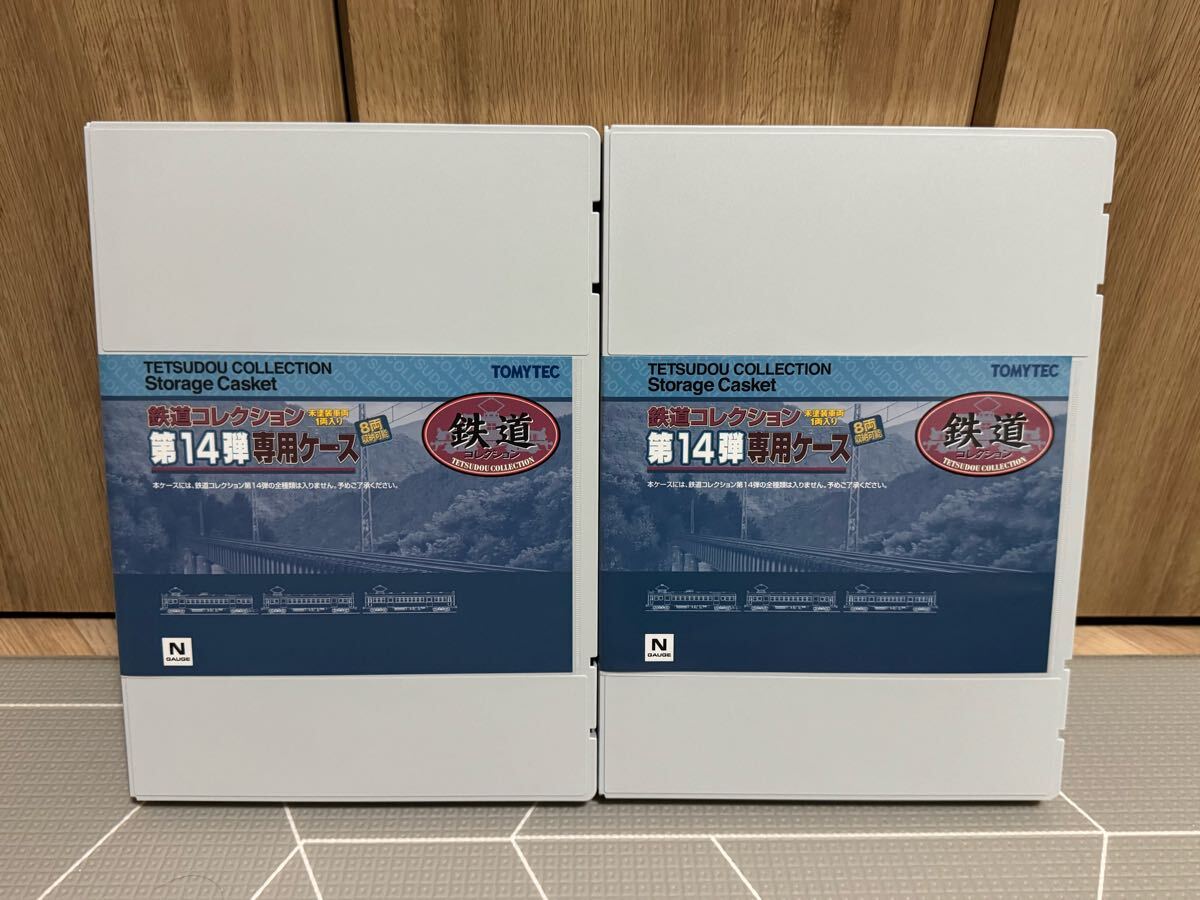 TETSUDOU COLLECTION
Storage Casket
TOMYTEC
鉄道コレクション
未塗装車両
1両入り
第14弾専用ケース
8両
収納可能
鉄道
コレクション
TETSUDOU COLLECTION
本ケースには、鉄道コレクション第14弾の全種類は入りません。予めご了承ください。
N
GAUGE
TETSUDOU COLLECTION
Storage Casket
TOMYTEC
鉄道コレクション
未塗装車両
1両入り
第14弾専用ケース
8両
収納可能
鉄道
コレクション
TETSUDOU COLLECTION
本ケースには、鉄道コレクション第14弾の全種類は入りません。予めご了承ください。
N
GAUGE